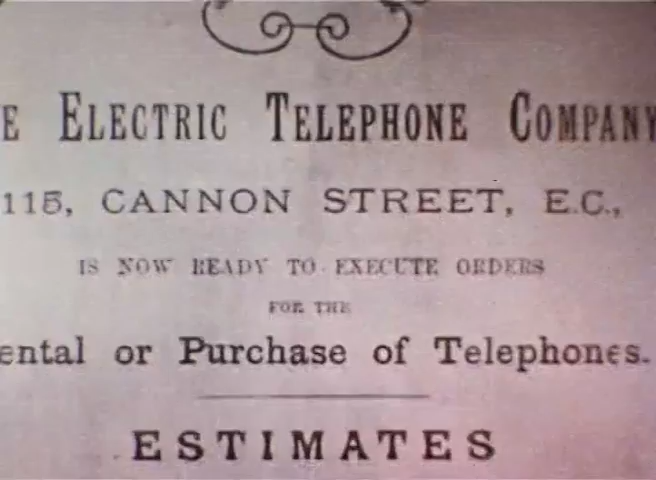 E ELECTRIC TELEPHONE COMPANY
115, CANNON STREET, E.C.,
IS NOW READY TO EXECUTE ORDERS
FOR THE
ental or Purchase of Telephones.
ESTIMATES